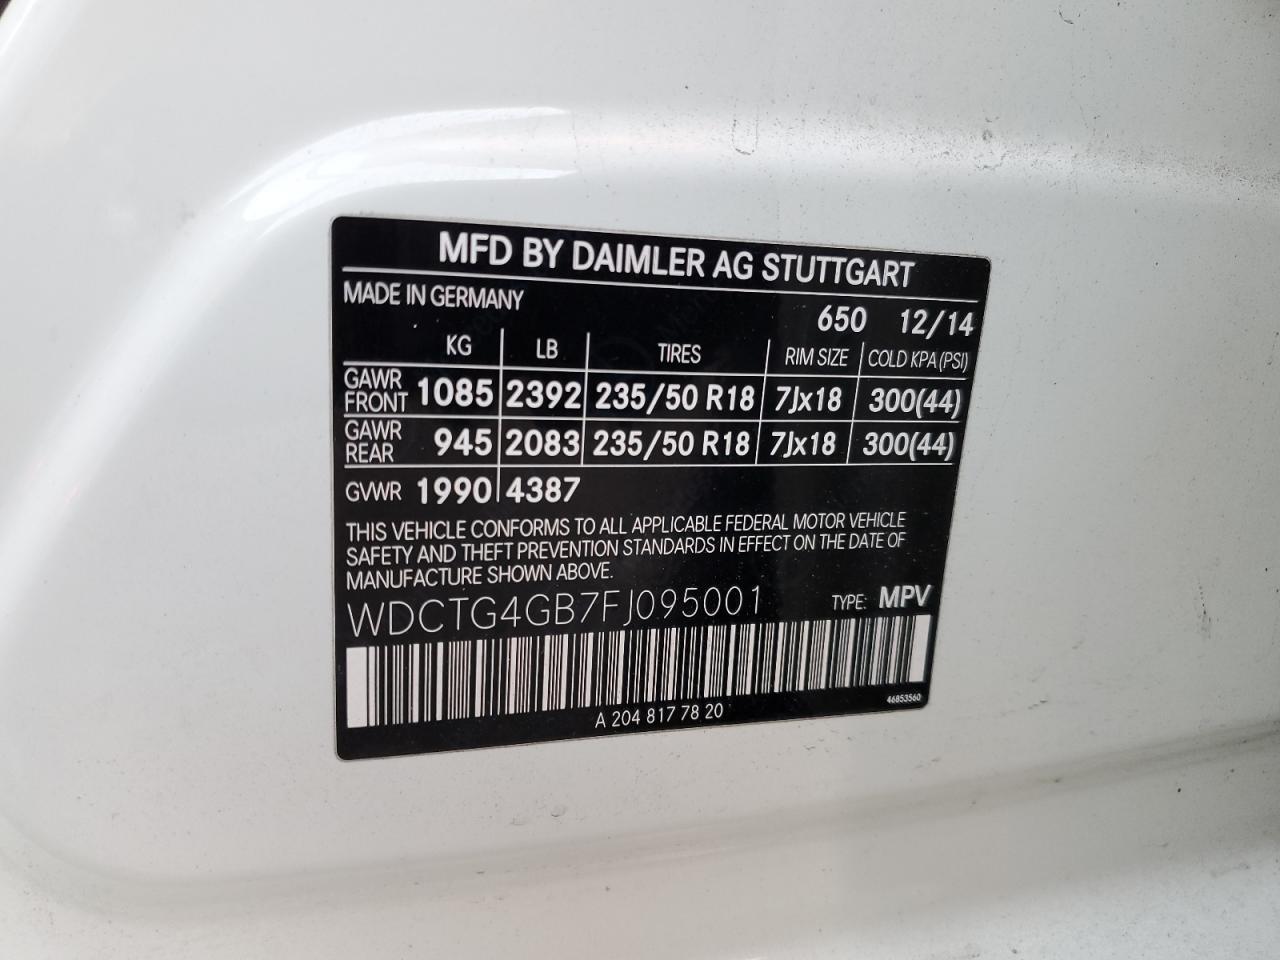 MFD BY DAIMLER AG STUTTGART
MADE IN GERMANY
650 12/14
KG LB TIRES RIM SIZE COLD KPA (PSI)
GAWR FRONT 1085 2392 235/50 R18 7Jx18 300(44)
GAWR REAR 945 2083 235/50 R18 7Jx18 300(44)
GVWR 1990 4387
THIS VEHICLE CONFORMS TO ALL APPLICABLE FEDERAL MOTOR VEHICLE
SAFETY AND THEFT PREVENTION STANDARDS IN EFFECT ON THE DATE OF
MANUFACTURE SHOWN ABOVE.
WDCTG4GB7FJ095001 TYPE: MPV
46853560
A 204 817 78 20